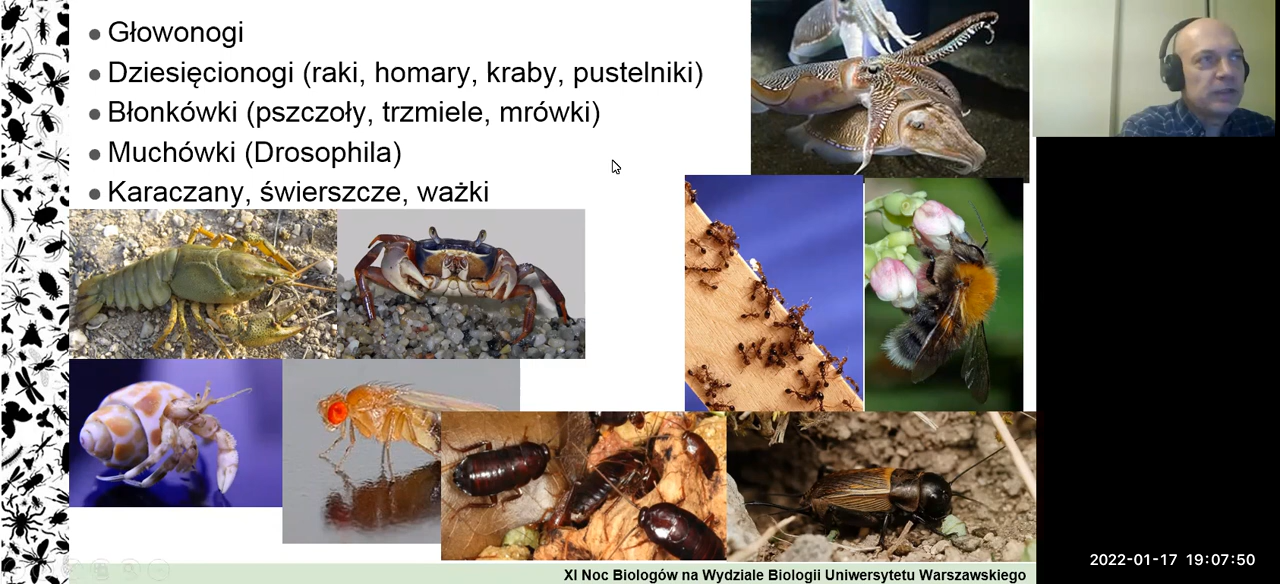 Głowonogi
Dziesięcionogi (raki, homary, kraby, pustelniki)
Błonkówki (pszczoły, trzmiele, mrówki)
Muchówki (Drosophila)
Karaczany, świerszcze, ważki
XI Noc Biologów na Wydziale Biologii Uniwersytetu Warszawskiego
2022-01-17 19:07:50